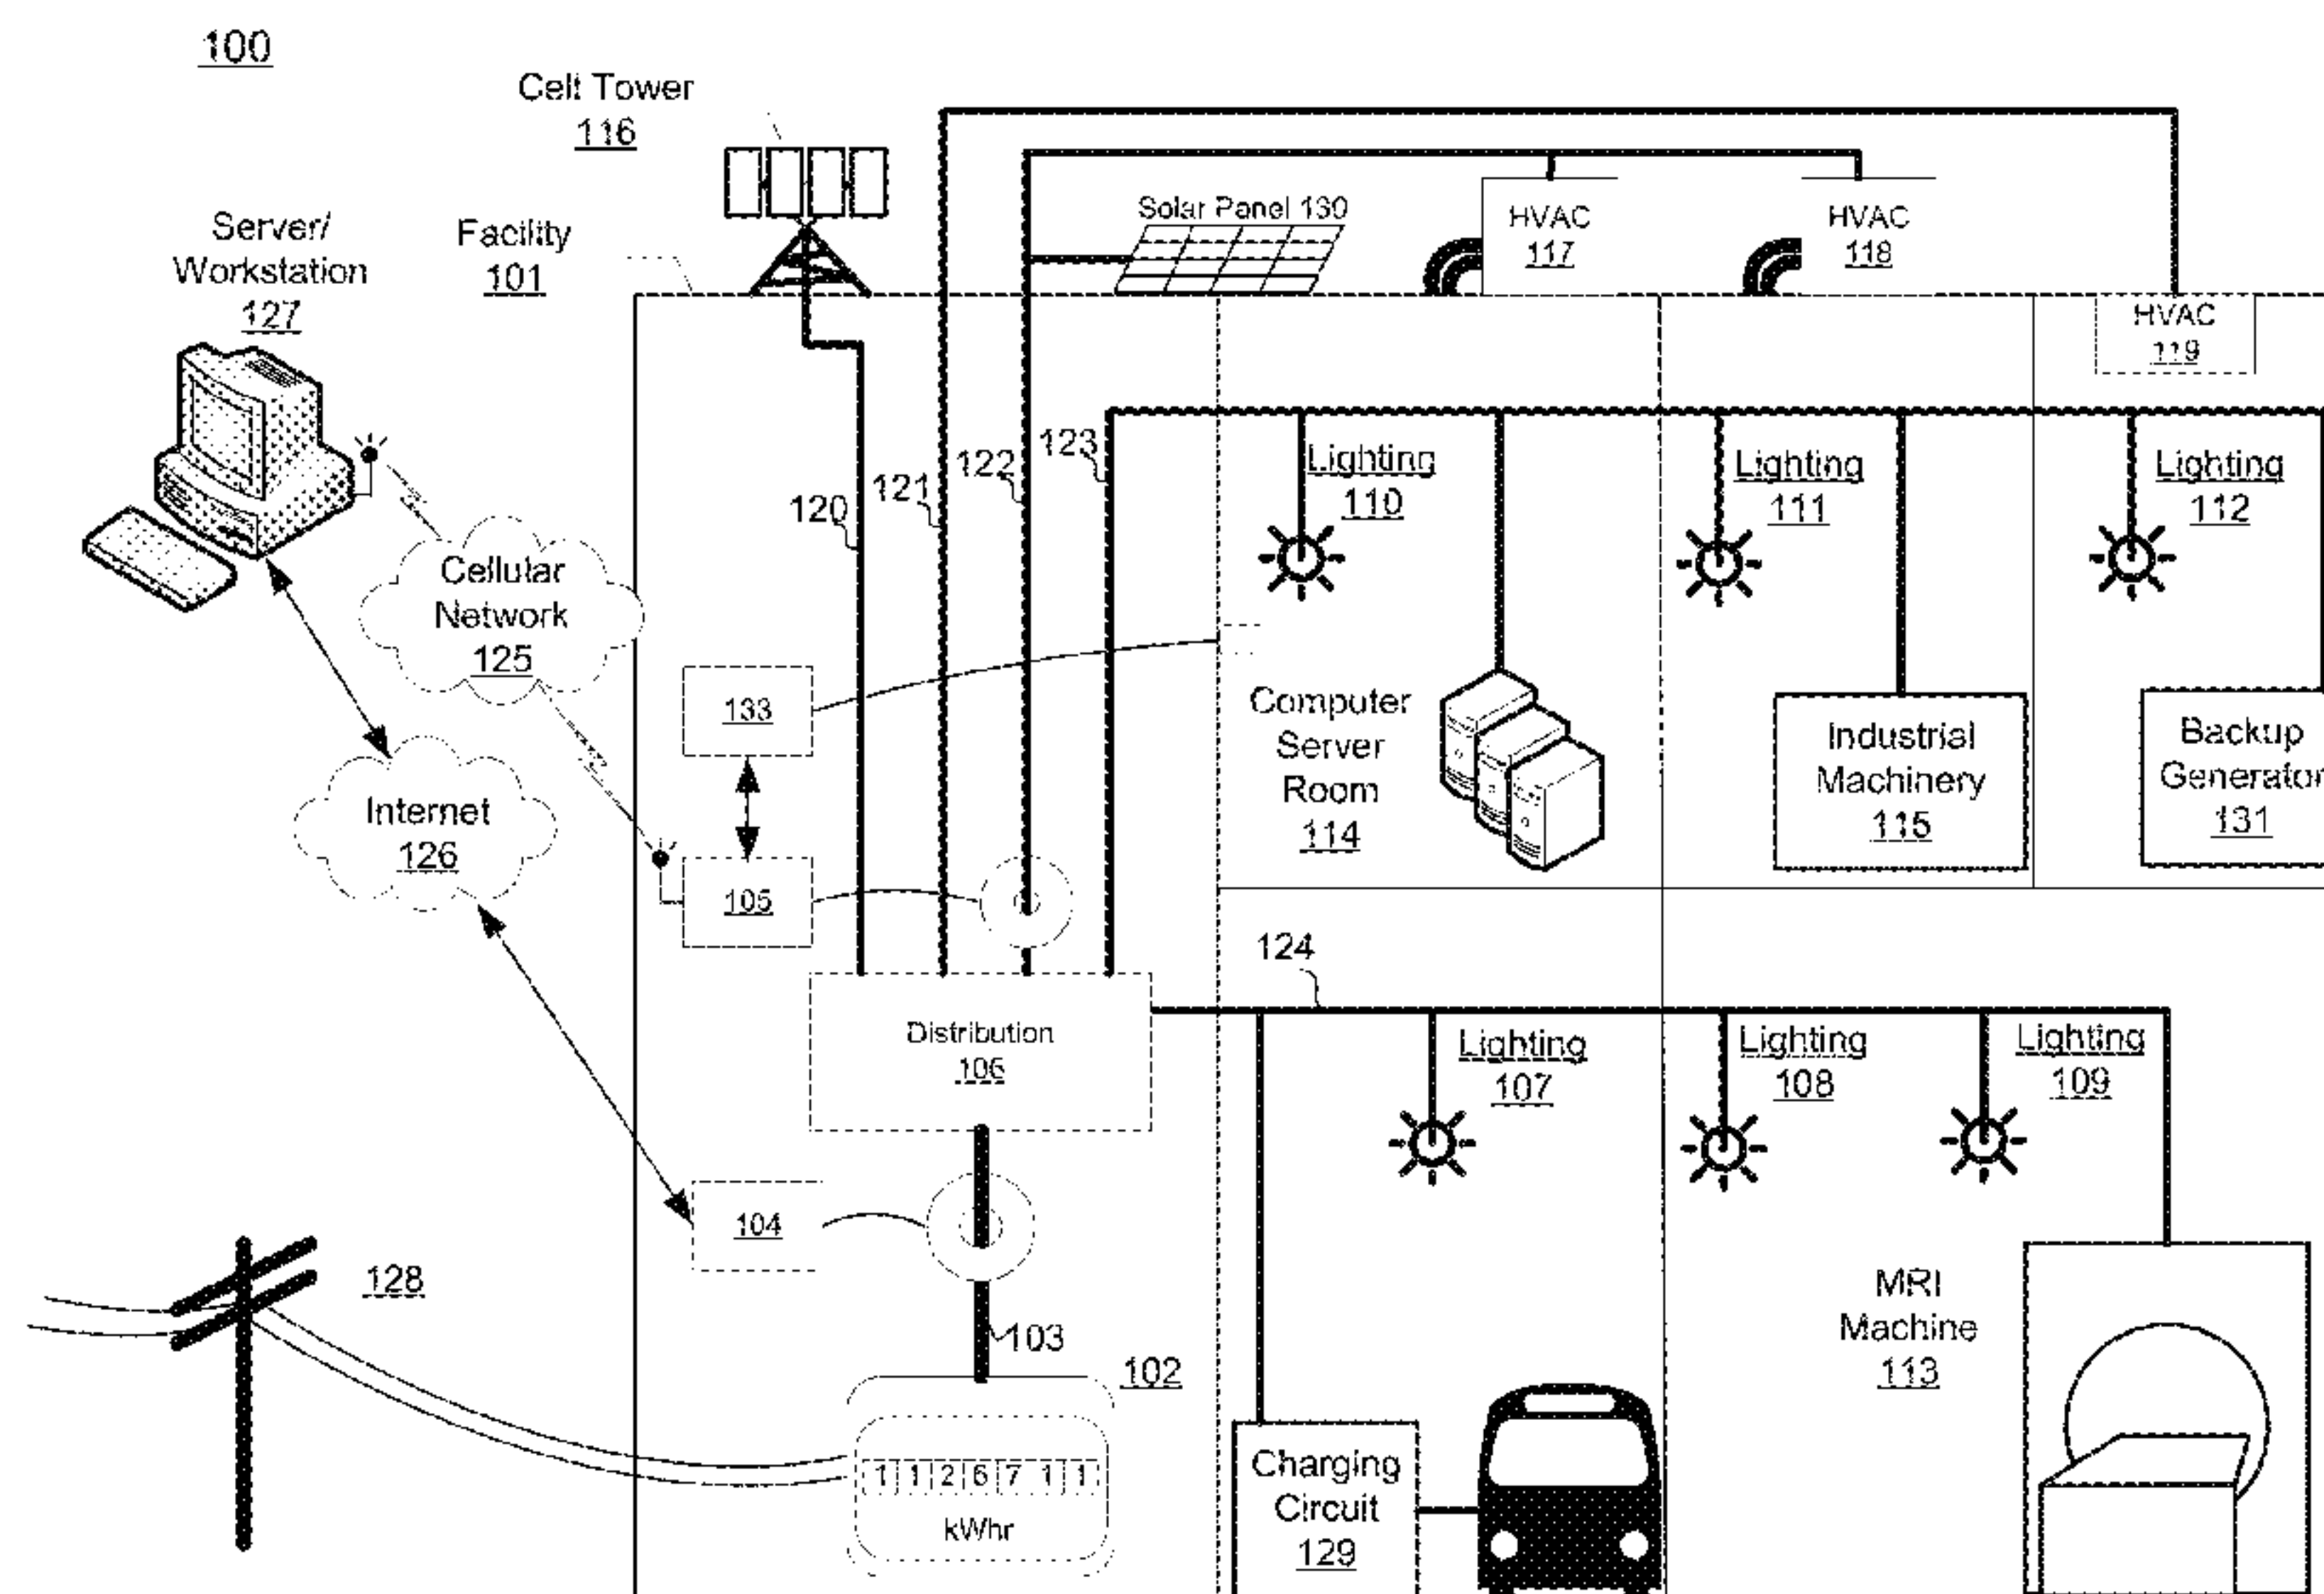 100
Celt Tower
116
Server/
Workstation
127
Facility
101
Solar Panel 130
HVAC
117
HVAC
118
HVAC
119
120
121
122
123
Lighting
110
Lighting
111
Lighting
112
Cellular
Network
125
133
Computer
Server
Room
114
Industrial
Machinery
115
Backup
Generator
131
Internet
126
105
124
Distribution
106
Lighting
107
Lighting
108
Lighting
109
104
128
103
102
MRI
Machine
113
1 1 2 6 7 1 1
kWhr
Charging
Circuit
129